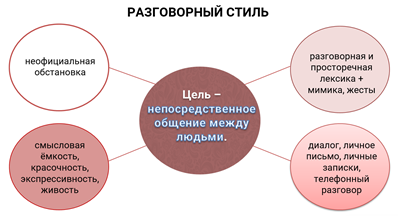 РАЗГОВОРНЫЙ СТИЛЬ
неофициальная
обстановка
разговорная и
просторечная
лексика +
мимика, жесты
Цель –
непосредственное
общение между
людьми.
смысловая
ёмкость,
красочность,
экспрессивность,
живость
диалог, личное
письмо, личные
записки,
телефонный
разговор